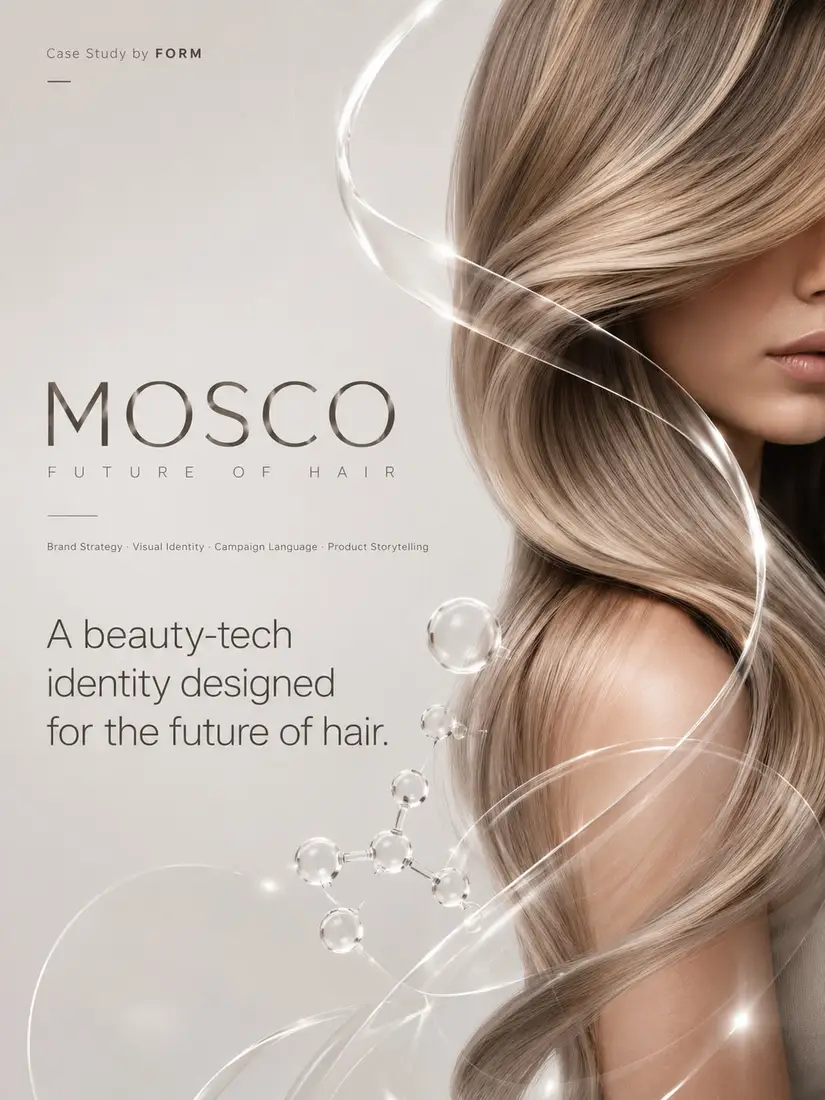 Case Study by FORM
MOSCO
FUTURE OF HAIR
Brand Strategy · Visual Identity · Campaign Language · Product Storytelling
A beauty-tech
identity designed
for the future of hair.